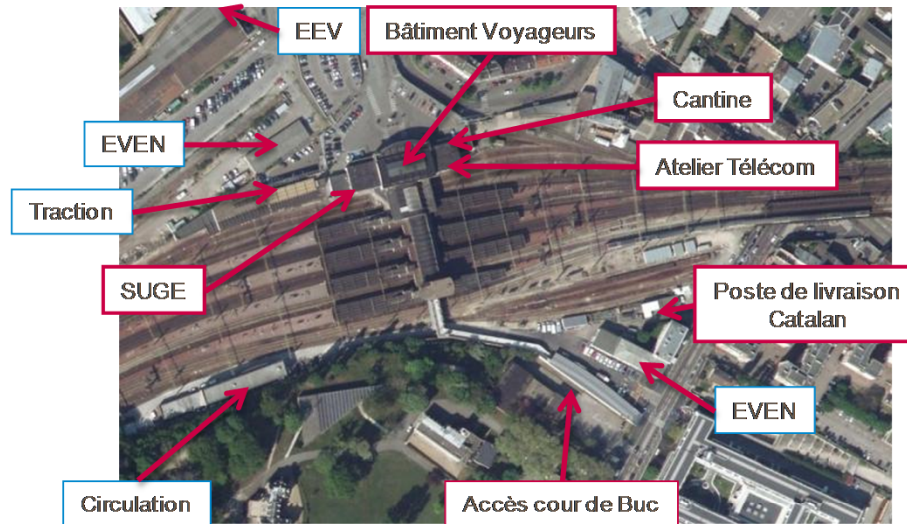 EEV
Bâtiment Voyageurs
Cantine
EVEN
Atelier Télécom
Traction
SUGE
Poste de livraison
Catalan
EVEN
Circulation
Accès cour de Buc